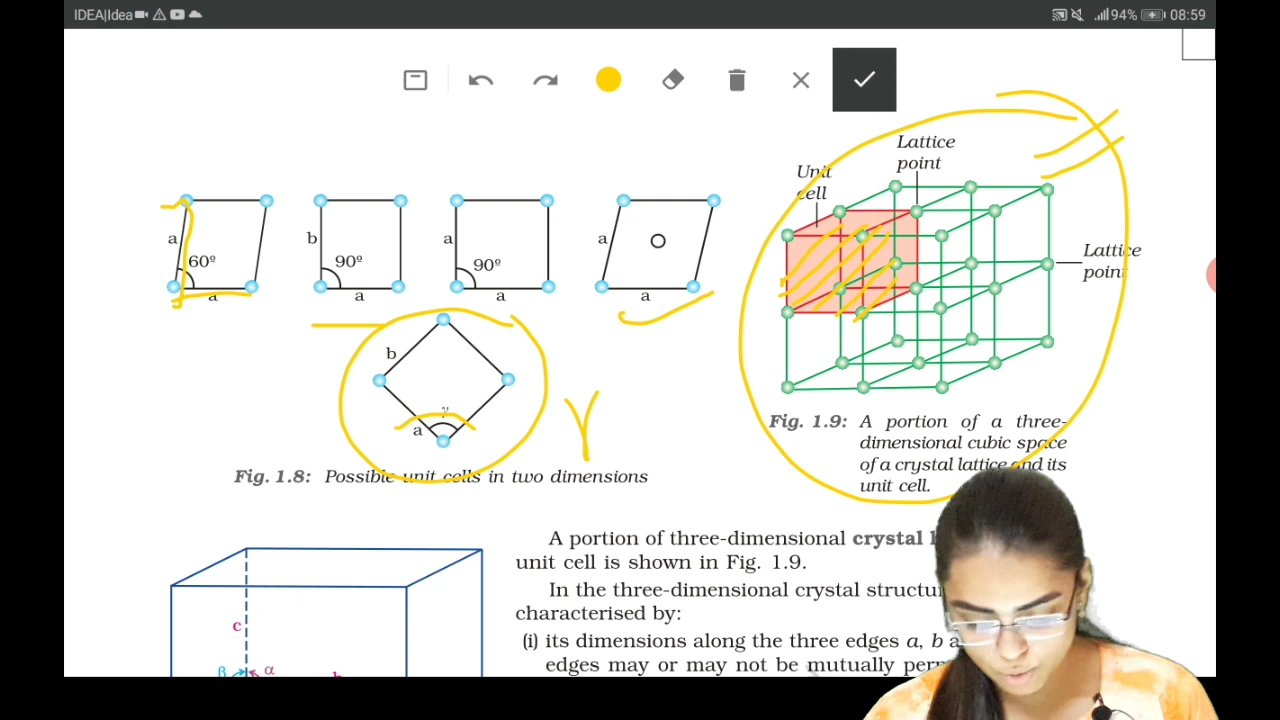 IDEA|Idea
94% 08:59
Lattice
point
Unit
cell
a
60º
a
b
90º
a
a
90º
a
a
a
Lattice
point
b
γ
a
γ
Fig. 1.8: Possible unit cells in two dimensions
Fig. 1.9: A portion of a three-
dimensional cubic space
of a crystal lattice and its
unit cell.
A portion of three-dimensional crystal
unit cell is shown in Fig. 1.9.
In the three-dimensional crystal
characterised by:
(i) its dimensions along the three edges a, b
edges may or may not be mutually
c
β
α